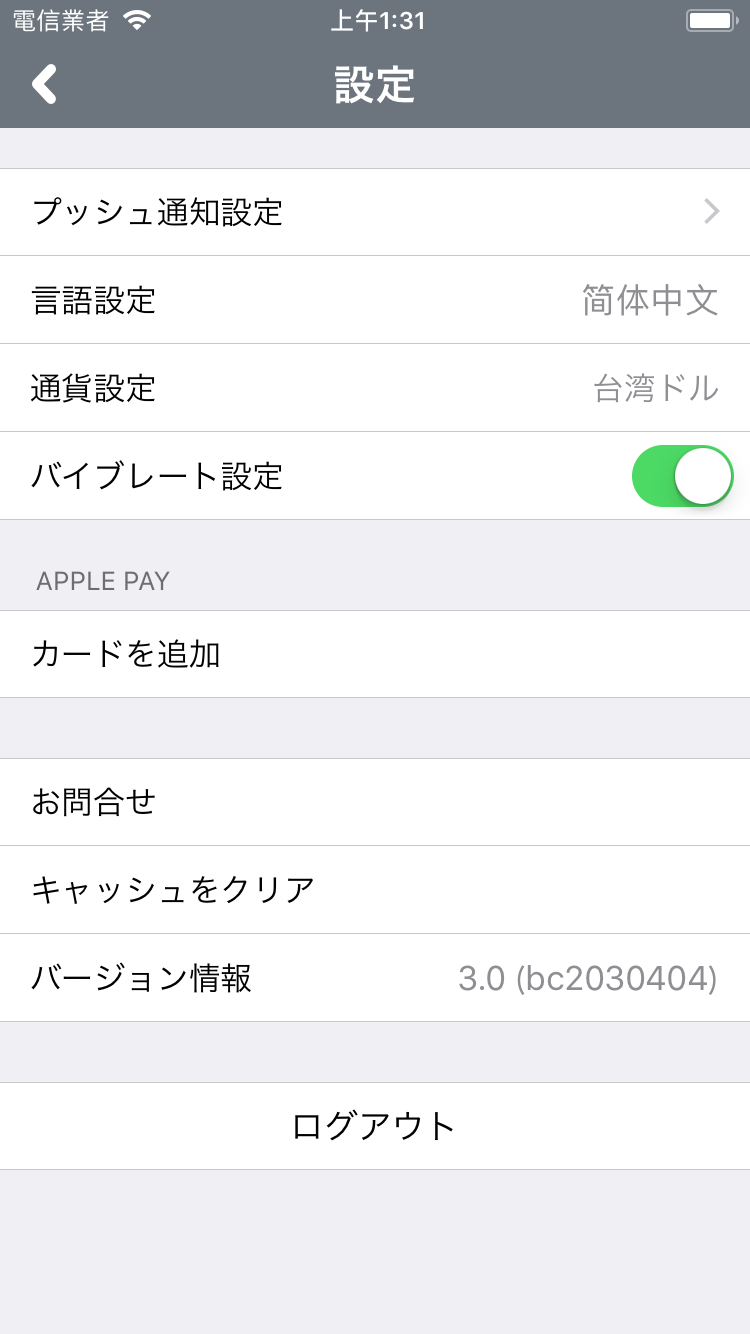 電信業者 上午1:31
設定
プッシュ通知設定
言語設定 简体中文
通貨設定 台湾ドル
バイブレート設定
APPLE PAY
カードを追加
お問合せ
キャッシュをクリア
バージョン情報 3.0 (bc2030404)
ログアウト